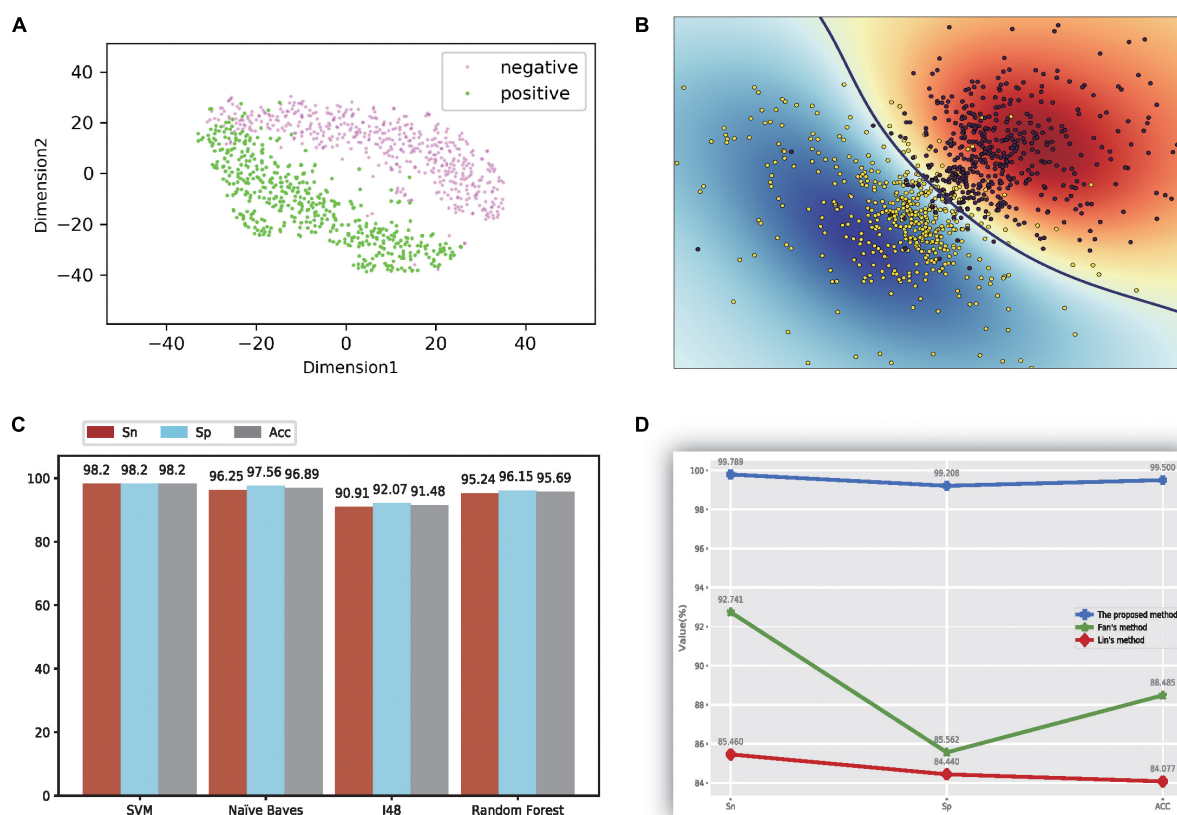 A
negative
positive
40
20
0
−20
−40
Dimension2
−40
−20
0
20
40
Dimension1
B
C
Sn
Sp
Acc
98.2
98.2
98.2
96.25
97.56
96.89
90.91
92.07
91.48
95.24
96.15
95.69
100
80
60
40
20
0
SVM
Naïve Baves
J48
Random Forest
D
100
98
96
94
92
90
88
86
84
Value(%)
99.789
99.208
99.500
92.741
85.562
88.485
85.460
84.440
84.077
The proposed method
Fan's method
Lin's method
Sn
Sp
ACC